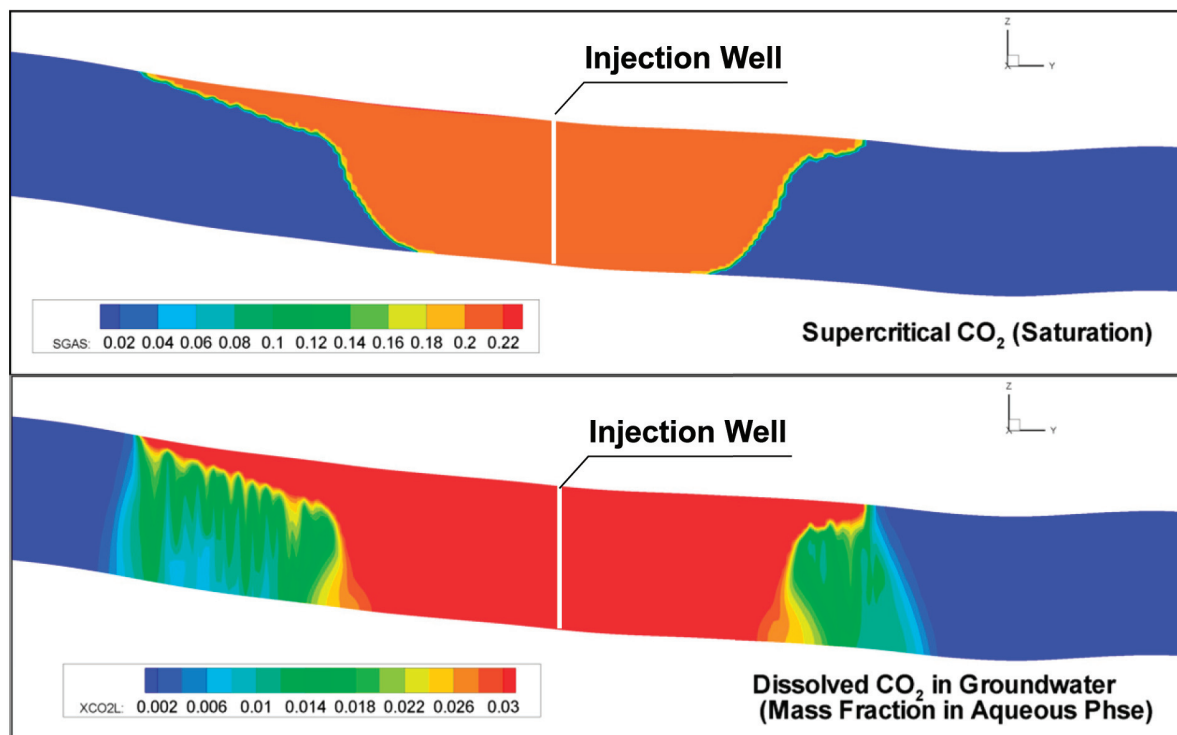 Z
X Y
Injection Well
SGAS: 0.02 0.04 0.06 0.08 0.1 0.12 0.14 0.16 0.18 0.2 0.22
Supercritical CO₂ (Saturation)
Z
X Y
Injection Well
XCO2L: 0.002 0.006 0.01 0.014 0.018 0.022 0.026 0.03
Dissolved CO₂ in Groundwater
(Mass Fraction in Aqueous Phse)